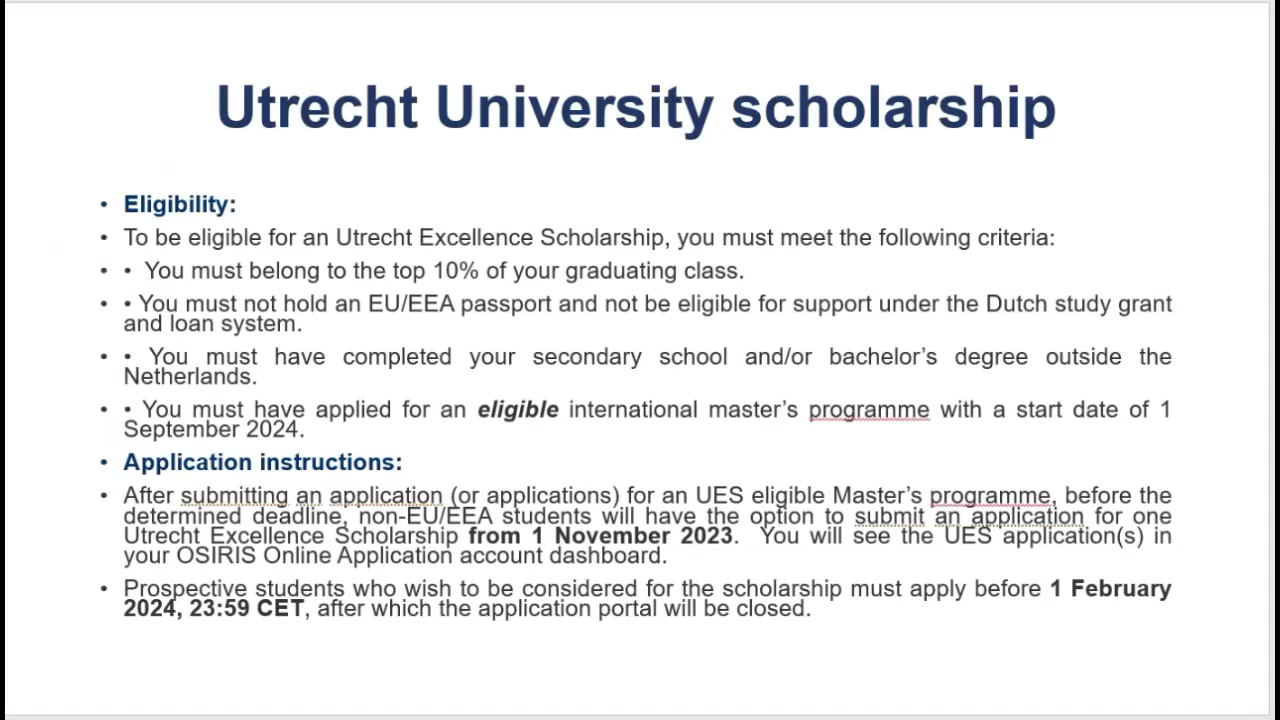 Utrecht University scholarship
• Eligibility:
• To be eligible for an Utrecht Excellence Scholarship, you must meet the following criteria:
• • You must belong to the top 10% of your graduating class.
• • You must not hold an EU/EEA passport and not be eligible for support under the Dutch study grant
and loan system.
• • You must have completed your secondary school and/or bachelor’s degree outside the
Netherlands.
• • You must have applied for an eligible international master’s programme with a start date of 1
September 2024.
• Application instructions:
• After submitting an application (or applications) for an UES eligible Master’s programme, before the
determined deadline, non-EU/EEA students will have the option to submit an application for one
Utrecht Excellence Scholarship from 1 November 2023. You will see the UES application(s) in
your OSIRIS Online Application account dashboard.
• Prospective students who wish to be considered for the scholarship must apply before 1 February
2024, 23:59 CET, after which the application portal will be closed.